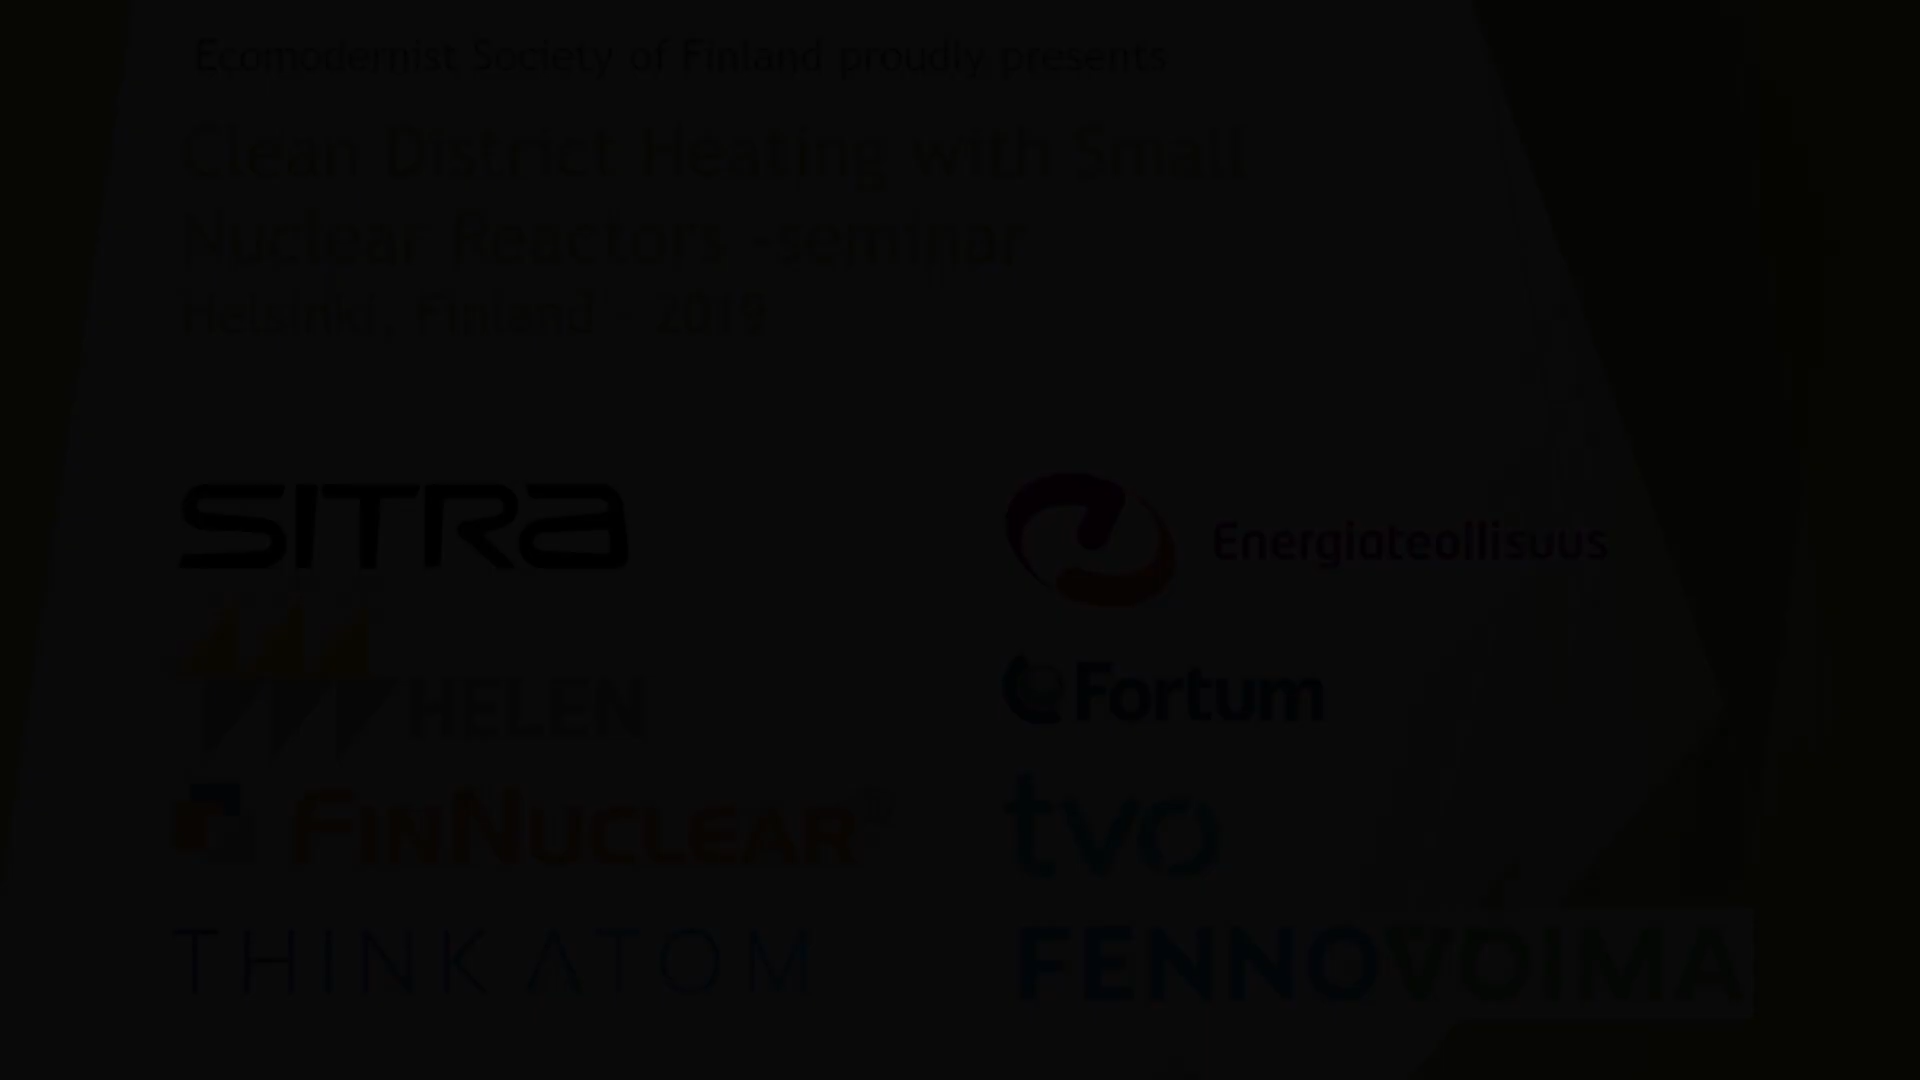 Ecomodernist Society of Finland proudly presents
Clean District Heating with Small
Nuclear Reactors -seminar
Helsinki, Finland - 2019
SITRA
Energiateollisuus
HELEN
Fortum
FINNUCLEAR™
tvo
THINK ATOM
FENNOVOIMA